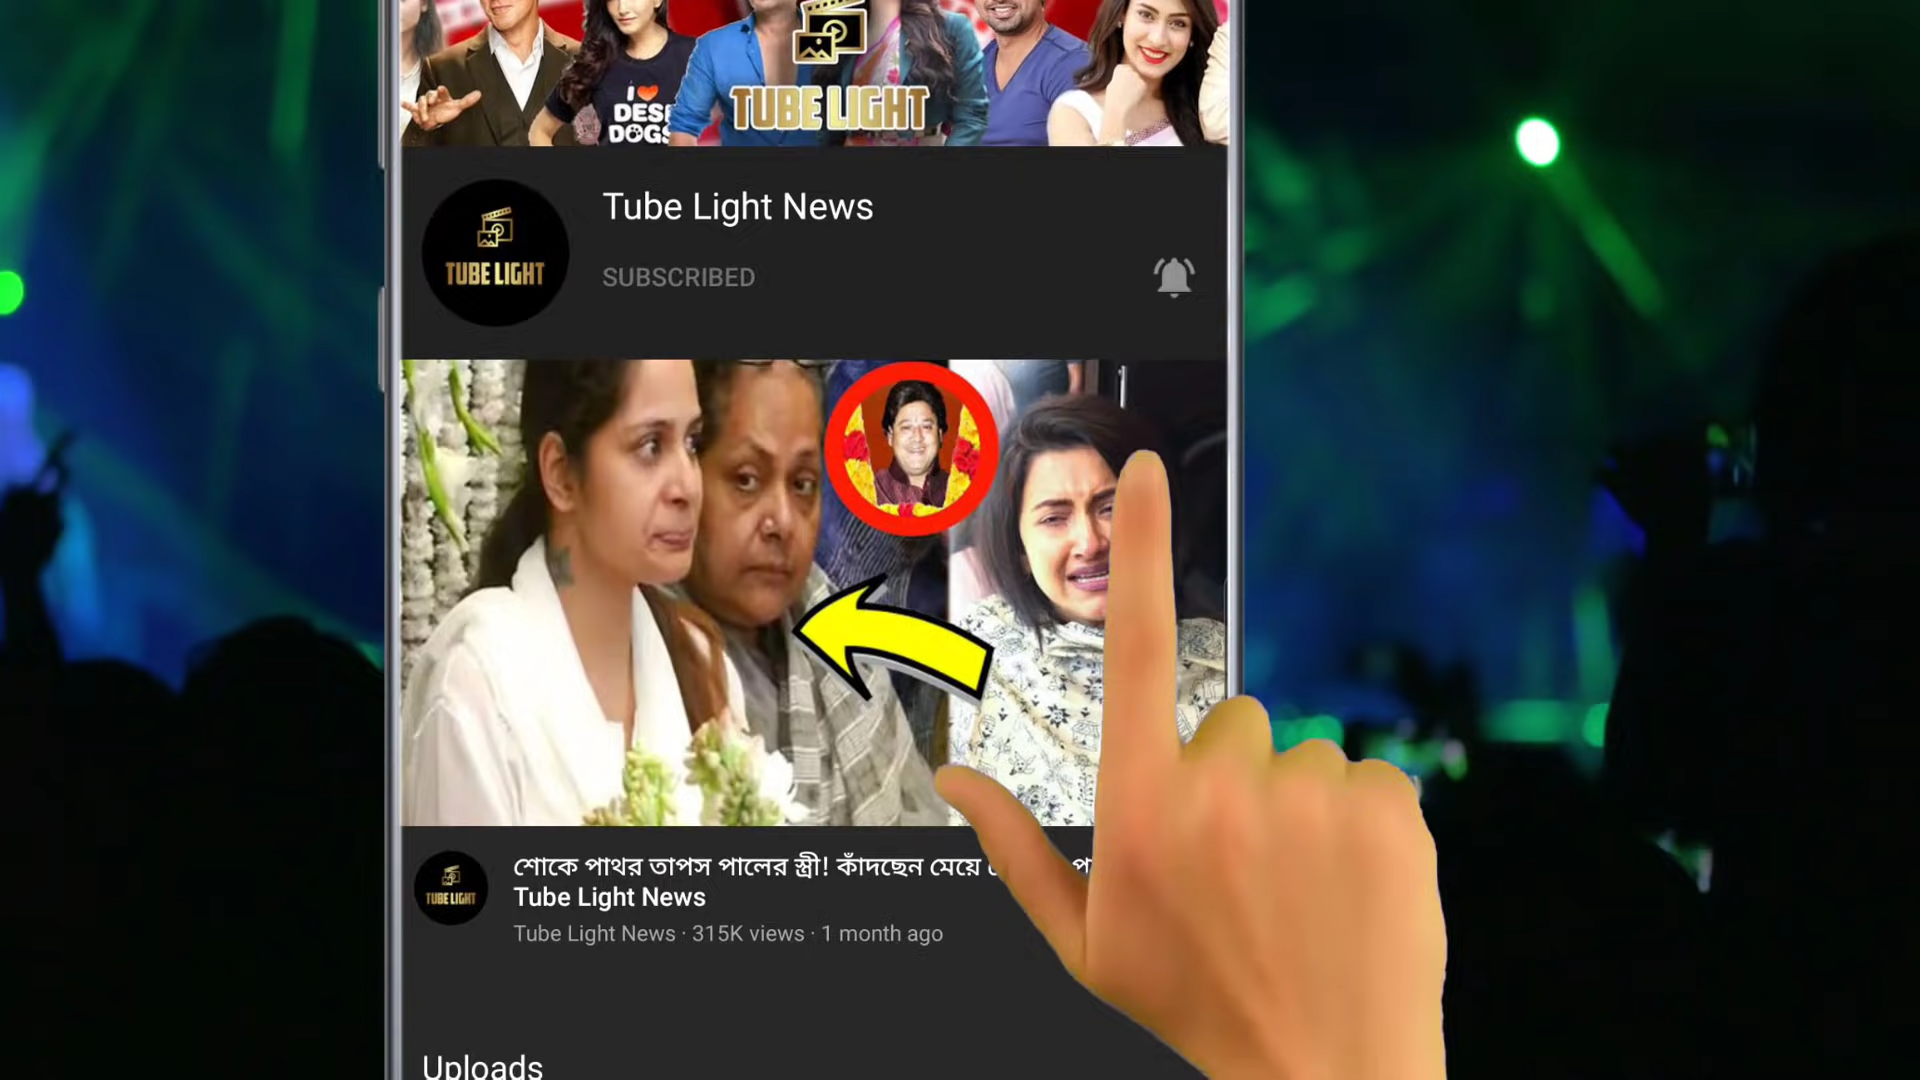 I ❤
DESI
DOGS
TUBE LIGHT
Tube Light News
TUBE LIGHT
SUBSCRIBED
শোকে পাথর তাপস পালের স্ত্রী! কাঁদছেন মেয়ে
TUBE LIGHT
Tube Light News
Tube Light News · 315K views · 1 month ago
Uploads